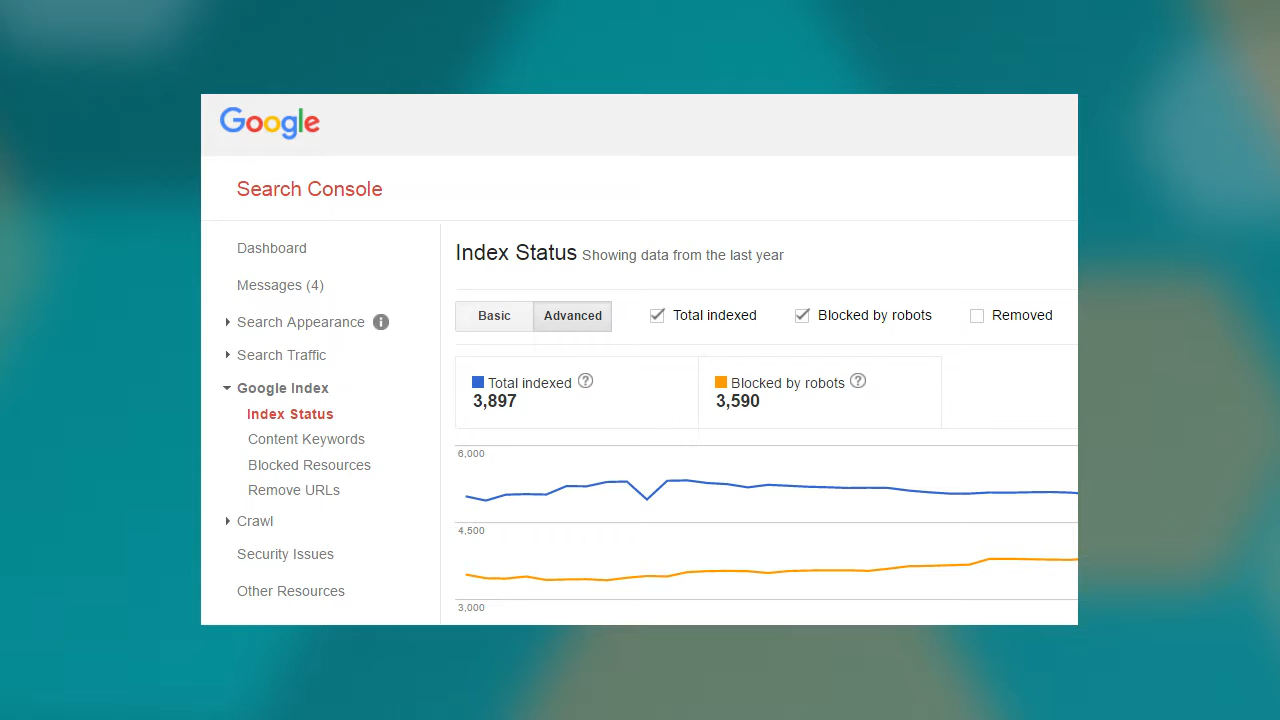 Google
Search Console
Dashboard
Messages (4)
Search Appearance
Search Traffic
Google Index
Index Status
Content Keywords
Blocked Resources
Remove URLs
Crawl
Security Issues
Other Resources
Index Status Showing data from the last year
Basic Advanced Total indexed Blocked by robots Removed
Total indexed
3,897
Blocked by robots
3,590
6,000
4,500
3,000